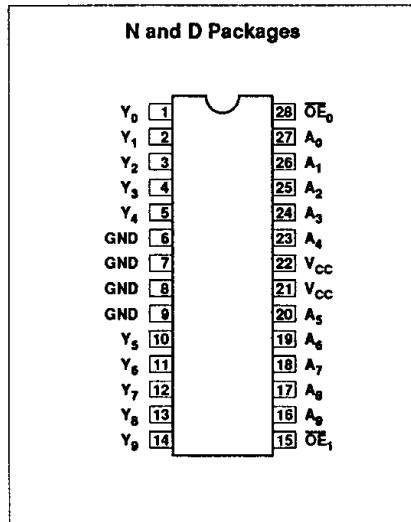 N and D Packages
Y0 1 28 O̅E̅0
Y1 2 27 A0
Y2 3 26 A1
Y3 4 25 A2
Y4 5 24 A3
GND 6 23 A4
GND 7 22 VCC
GND 8 21 VCC
GND 9 20 A5
Y5 10 19 A6
Y6 11 18 A7
Y7 12 17 A8
Y8 13 16 A9
Y9 14 15 O̅E̅1